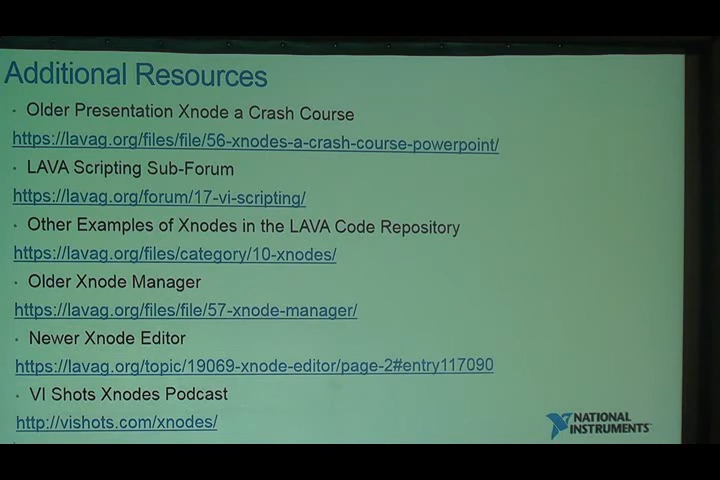 Additional Resources
· Older Presentation Xnode a Crash Course
https://lavag.org/files/file/56-xnodes-a-crash-course-powerpoint/
· LAVA Scripting Sub-Forum
https://lavag.org/forum/17-vi-scripting/
· Other Examples of Xnodes in the LAVA Code Repository
https://lavag.org/files/category/10-xnodes/
· Older Xnode Manager
https://lavag.org/files/file/57-xnode-manager/
· Newer Xnode Editor
https://lavag.org/topic/19069-xnode-editor/page-2#entry117090
· VI Shots Xnodes Podcast
http://vishots.com/xnodes/
NATIONAL
INSTRUMENTS